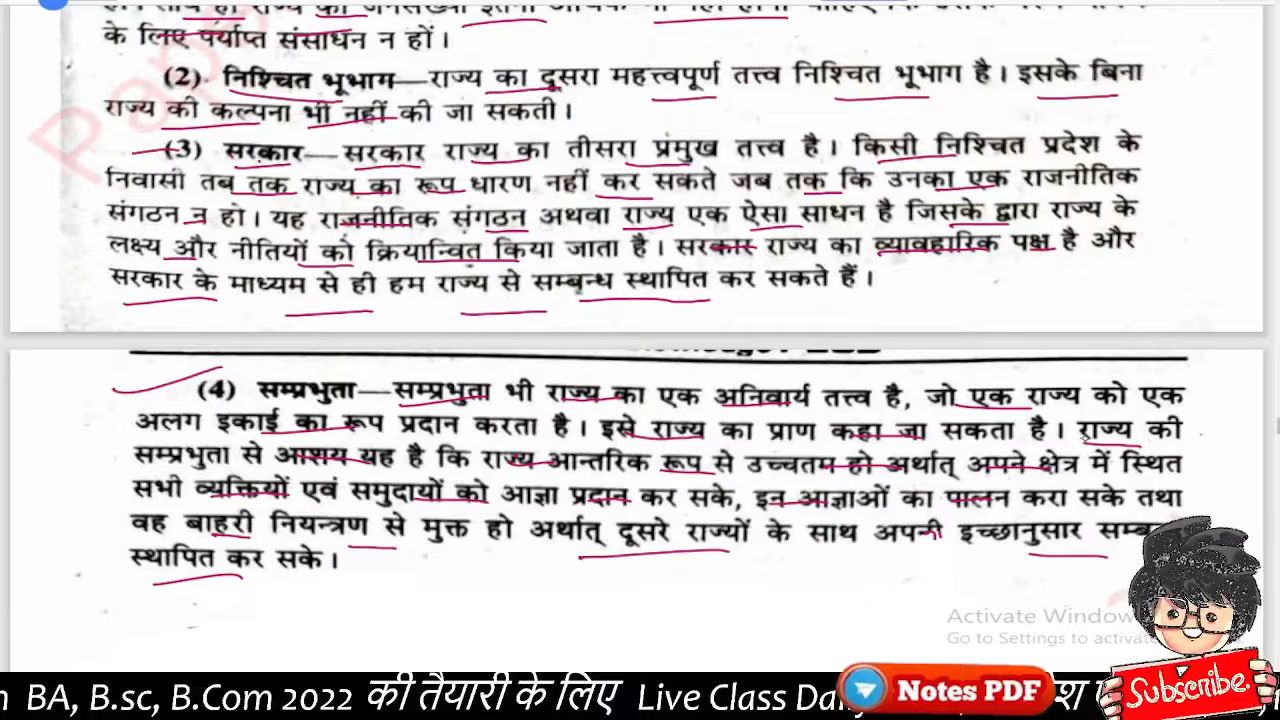 के लिए पर्याप्त संसाधन न हों।
(2) निश्चित भूभाग—राज्य का दूसरा महत्त्वपूर्ण तत्त्व निश्चित भूभाग है। इसके बिना
राज्य की कल्पना भी नहीं की जा सकती।
(3) सरकार—सरकार राज्य का तीसरा प्रमुख तत्त्व है। किसी निश्चित प्रदेश के
निवासी तब तक राज्य का रूप धारण नहीं कर सकते जब तक कि उनका एक राजनीतिक
संगठन न हो। यह राजनीतिक संगठन अथवा राज्य एक ऐसा साधन है जिसके द्वारा राज्य के
लक्ष्य और नीतियों को क्रियान्वित किया जाता है। सरकार राज्य का व्यावहारिक पक्ष है और
सरकार के माध्यम से ही हम राज्य से सम्बन्ध स्थापित कर सकते हैं।
(4) सम्प्रभुता—सम्प्रभुता भी राज्य का एक अनिवार्य तत्त्व है, जो एक राज्य को एक
अलग इकाई का रूप प्रदान करता है। इसे राज्य का प्राण कहा जा सकता है। राज्य की
सम्प्रभुता से आशय यह है कि राज्य आन्तरिक रूप से उच्चतम हो अर्थात् अपने क्षेत्र में स्थित
सभी व्यक्तियों एवं समुदायों को आज्ञा प्रदान कर सके, इन आज्ञाओं का पालन करा सके तथा
वह बाहरी नियन्त्रण से मुक्त हो अर्थात् दूसरे राज्यों के साथ अपनी इच्छानुसार
स्थापित कर सके।
Activate Window
Go to Settings to activate
BA, B.sc, B.Com 2022 की तैयारी के लिए Live Class
Notes PDF
Subscribe